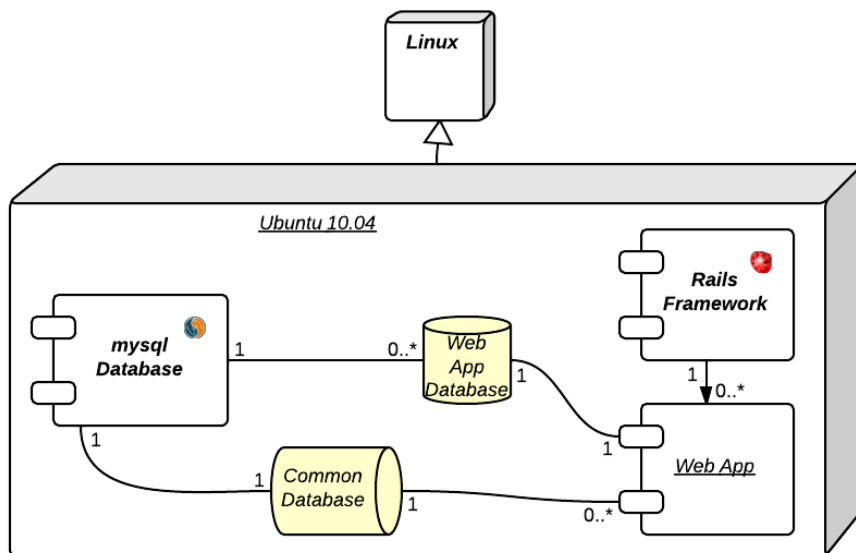 Linux
Ubuntu 10.04
Rails
Framework
mysql
Database
1
0..*
Web
App
Database
1
1
0..*
1
1
1
Common
Database
1
0..*
Web App